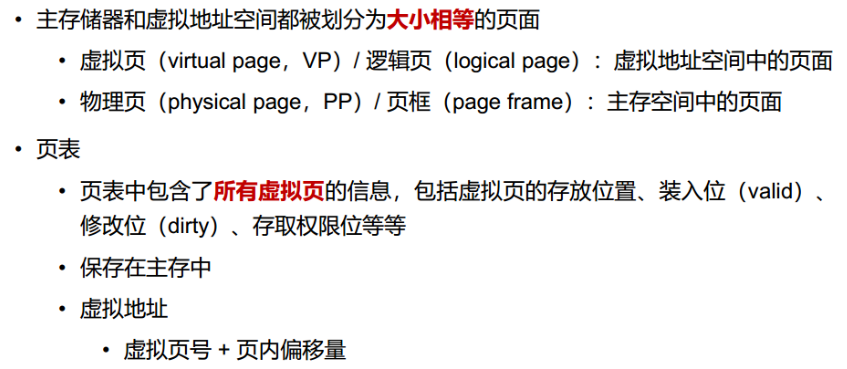 • 主存储器和虚拟地址空间都被划分为大小相等的页面
• 虚拟页（virtual page，VP）/ 逻辑页（logical page）：虚拟地址空间中的页面
• 物理页（physical page，PP）/ 页框（page frame）：主存空间中的页面
• 页表
• 页表中包含了所有虚拟页的信息，包括虚拟页的存放位置、装入位（valid）、
修改位（dirty）、存取权限位等等
• 保存在主存中
• 虚拟地址
• 虚拟页号 + 页内偏移量